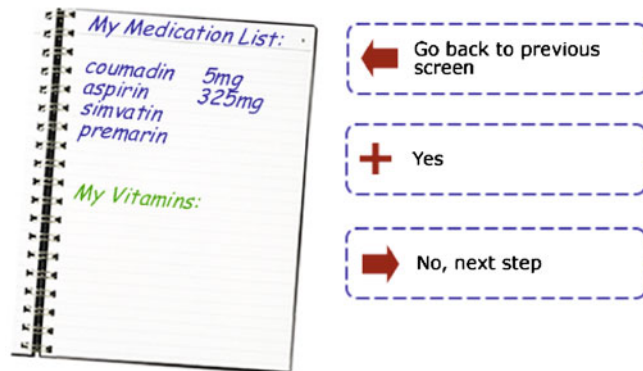 My Medication List:
coumadin 5mg
aspirin 325mg
simvatin
premarin
My Vitamins:
Go back to previous
screen
Yes
No, next step